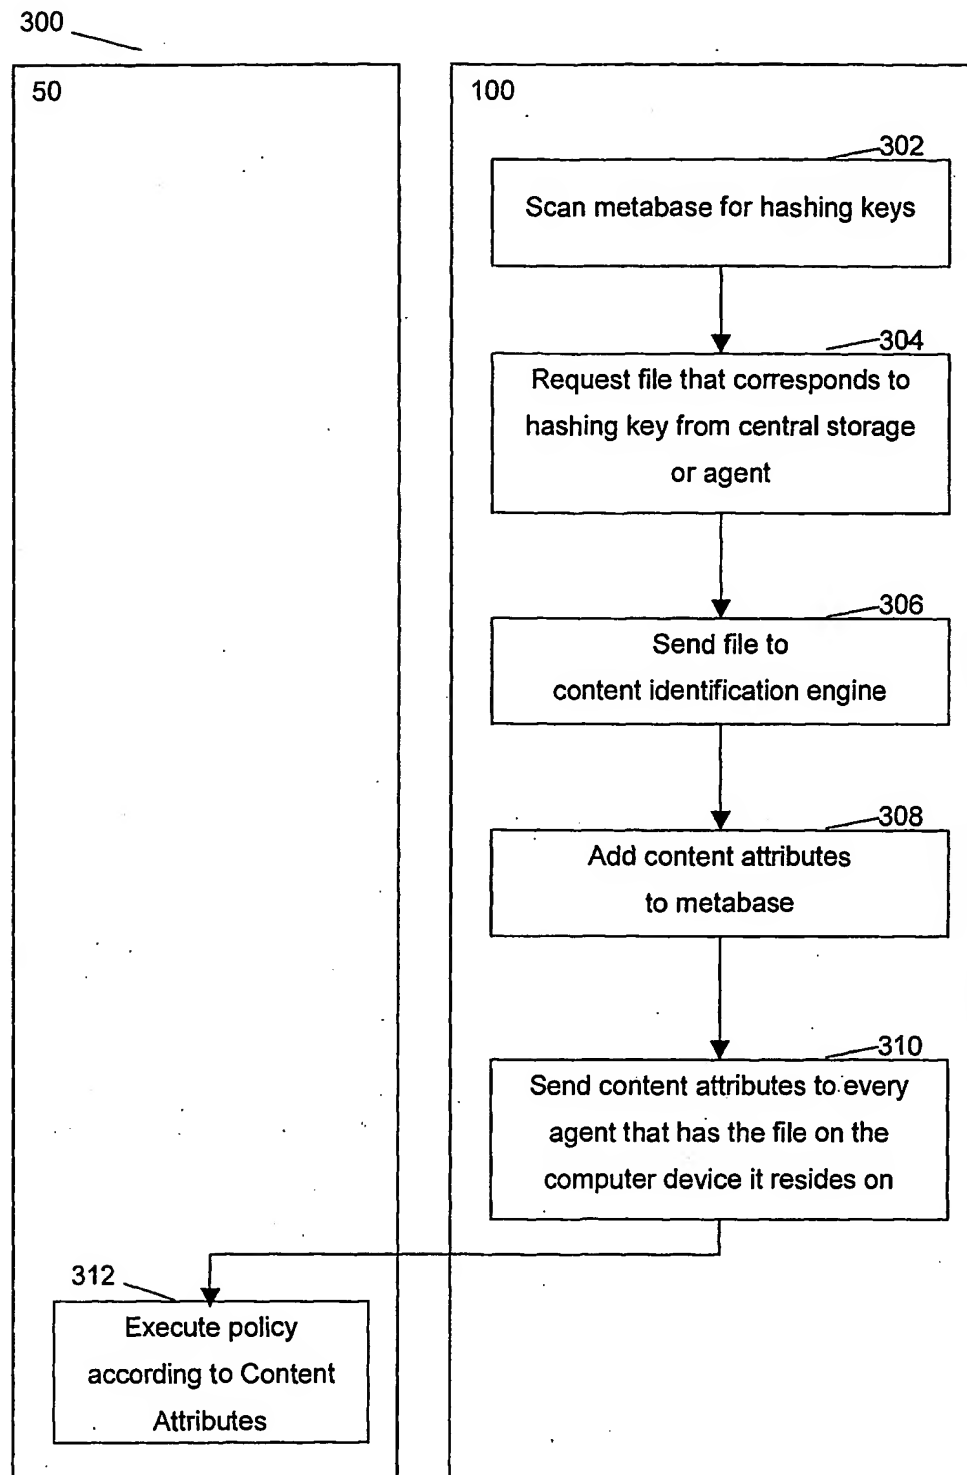 300
50
100
302
Scan metabase for hashing keys
304
Request file that corresponds to
hashing key from central storage
or agent
306
Send file to
content identification engine
308
Add content attributes
to metabase
310
Send content attributes to every
agent that has the file on the
computer device it resides on
312
Execute policy
according to Content
Attributes